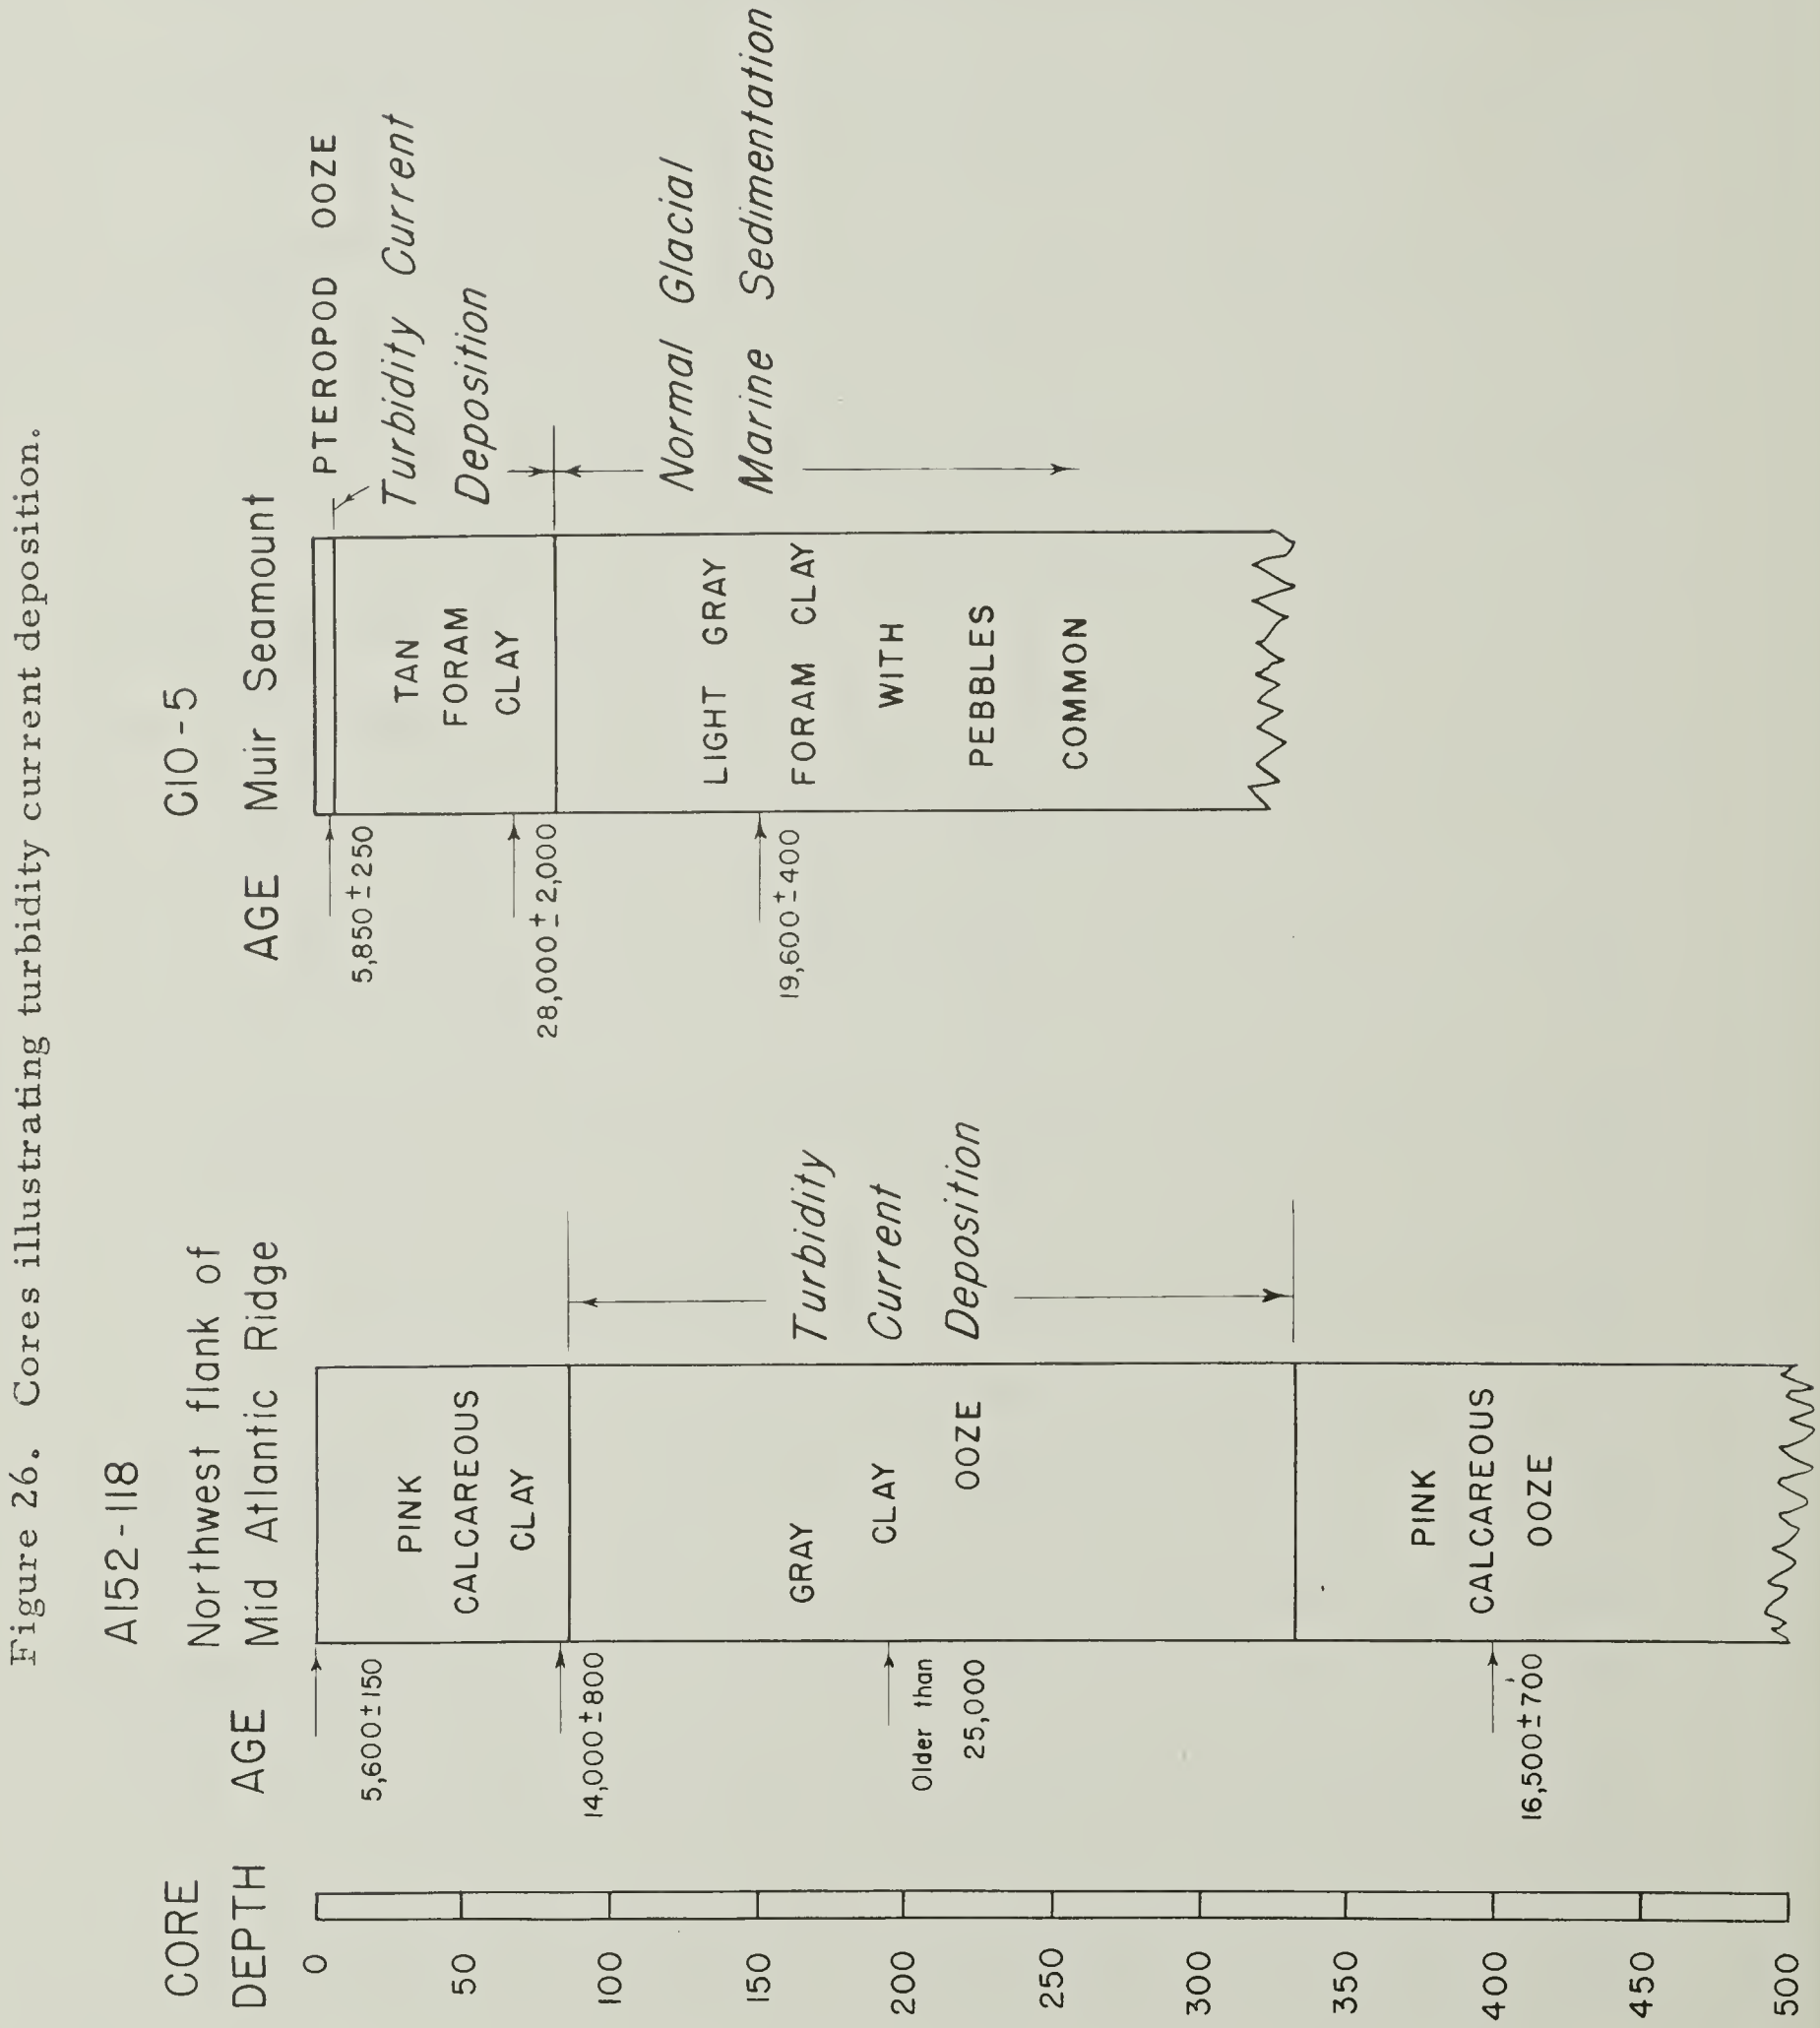 Figure 26. Cores illustrating turbidity current deposition.
CORE
DEPTH
0
50
100
150
200
250
300
350
400
450
500
A152-118
Northwest flank of
AGE Mid Atlantic Ridge
5,600±150
14,000±800
Older than
25,000
16,500±700
PINK
CALCAREOUS
CLAY
GRAY
CLAY
OOZE
PINK
CALCAREOUS
OOZE
Turbidity
Current
Deposition
C10-5
AGE Muir Seamount
5,850±250
28,000±2,000
19,600±400
TAN
FORAM
CLAY
LIGHT GRAY
FORAM CLAY
WITH
PEBBLES
COMMON
PTEROPOD OOZE
Turbidity Current
Deposition
Normal Glacial
Marine Sedimentation